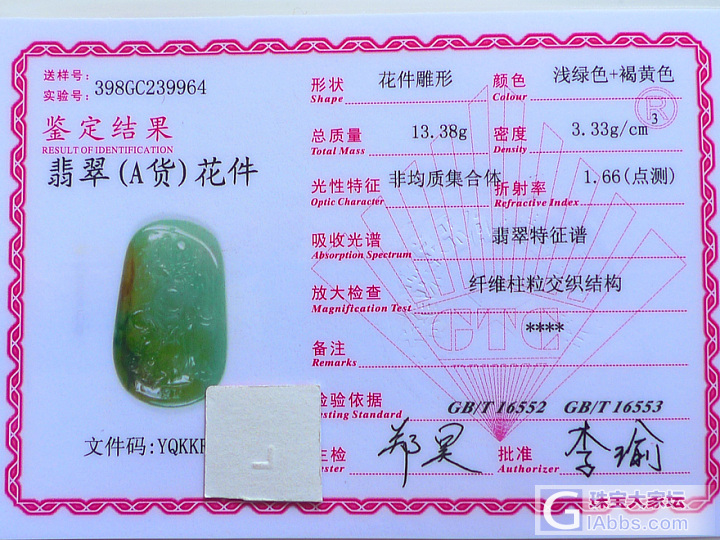 送样号:
实验号: 398GC239964
鉴定结果
RESULT OF IDENTIFICATION
翡翠(A货)花件
文件码: YQKK
形状 花件雕形 颜色 浅绿色+褐黄色
Shape Colour
总质量 13.38g 密度 3.33g/cm3
Total Mass Density
光性特征 非均质集合体 折射率 1.66(点测)
Optic Character Refractive Index
吸收光谱 翡翠特征谱
Absorption Spectrum
放大检查 纤维柱粒交织结构
Magnification Test
****
备注
Remarks
GTC
®
检验依据 GB/T 16552 GB/T 16553
esting Standard
主检 郑昊 批准 李瑜
ester Authorizer
G 珠宝大家坛
GIAbbs.com